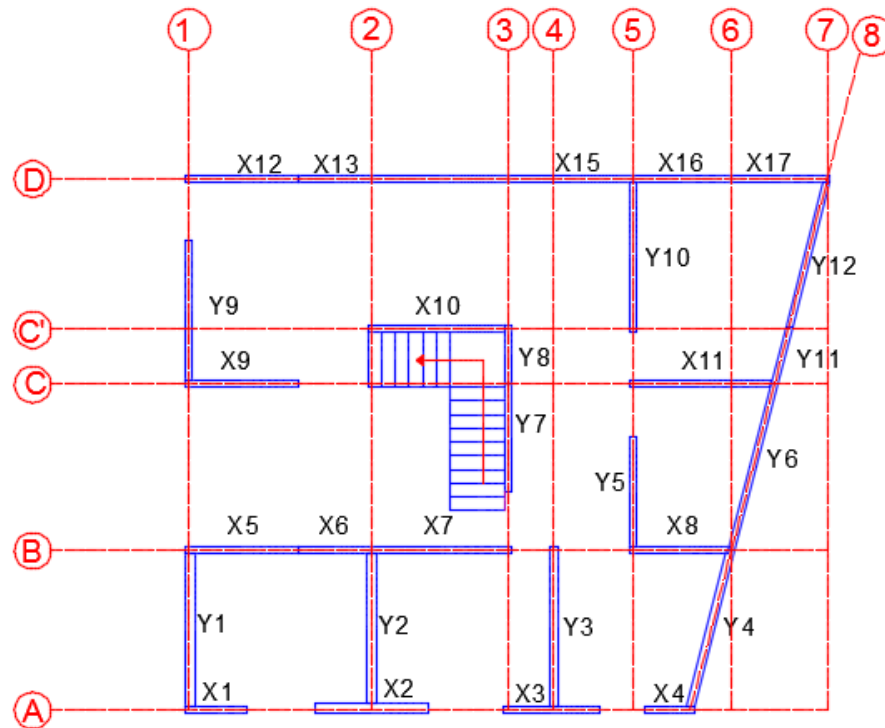 1 2 3 4 5 6 7 8
D X12 X13 X15 X16 X17
Y10 Y12
Y9 X10
C' Y8 Y11
C X9 X11
Y7 Y6
Y5
X5 X6 X7 X8
B
Y1 Y2 Y3 Y4
X1 X2 X3 X4
A